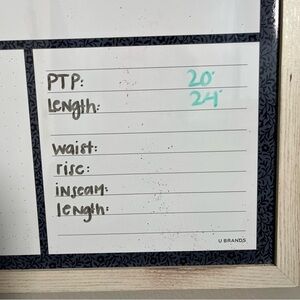 PTP: 20"
Length: 24"
waist:
rise:
inseam:
length:
U BRANDS